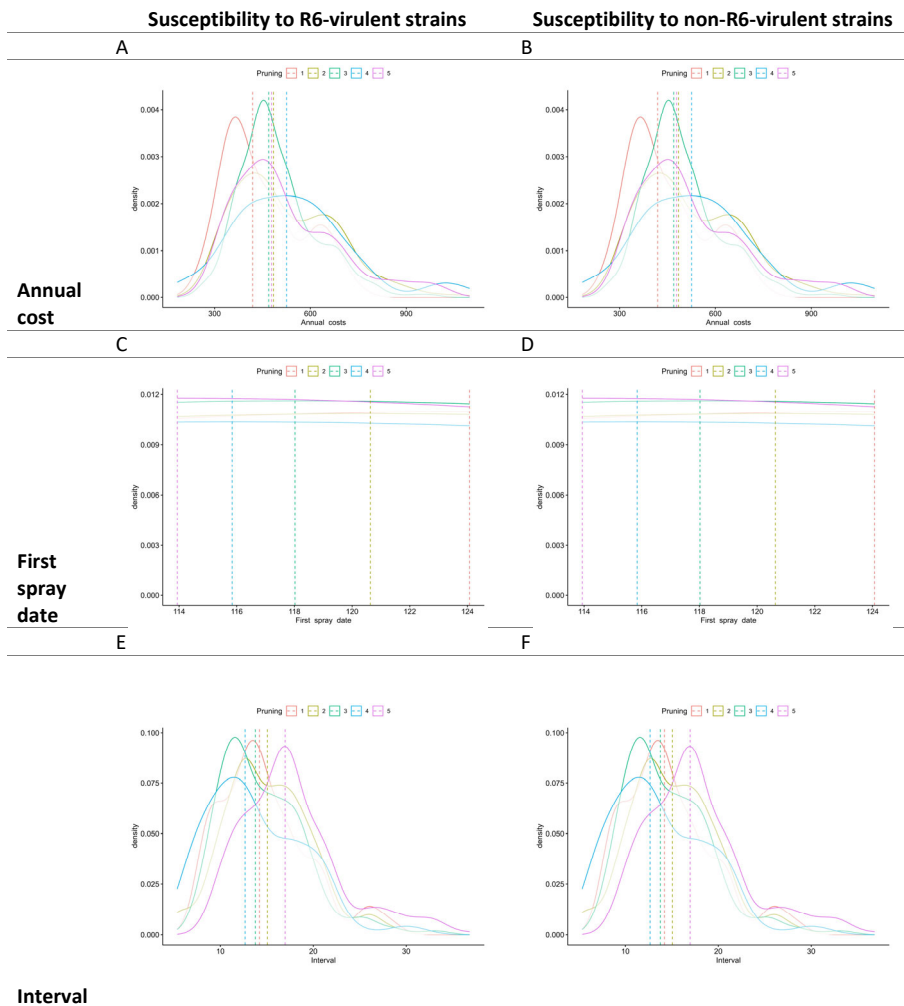 Susceptibility to R6-virulent strains Susceptibility to non-R6-virulent strains
A B
Pruning 1 2 3 4 5
0.004
0.003
density
0.002
0.001
0.000
300 600 900
Annual costs
Pruning 1 2 3 4 5
0.004
0.003
density
0.002
0.001
0.000
300 600 900
Annual costs
Annual
cost
C D
Pruning 1 2 3 4 5
0.012
0.009
density
0.006
0.003
0.000
114 116 118 120 122 124
First spray date
Pruning 1 2 3 4 5
0.012
0.009
density
0.006
0.003
0.000
114 116 118 120 122 124
First spray date
First
spray
date
E F
Pruning 1 2 3 4 5
0.100
0.075
density
0.050
0.025
0.000
10 20 30
Interval
Pruning 1 2 3 4 5
0.100
0.075
density
0.050
0.025
0.000
10 20 30
Interval
Interval